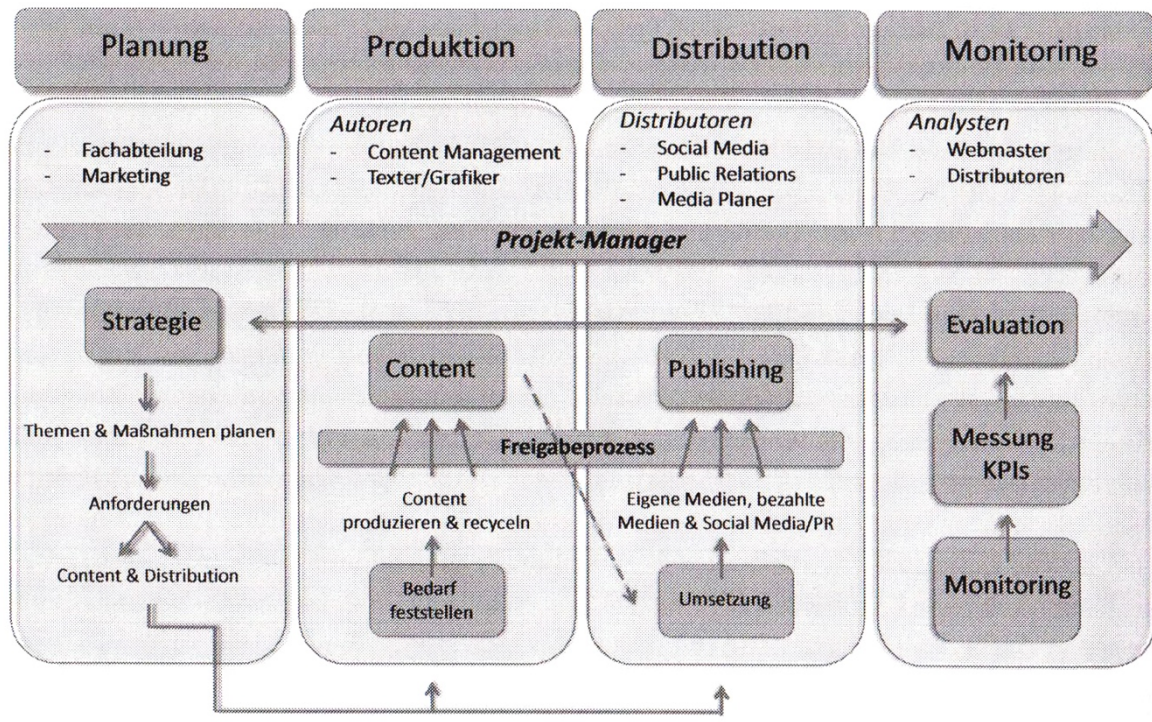 Planung
Produktion
Distribution
Monitoring
- Fachabteilung
- Marketing
Autoren
- Content Management
- Texter/Grafiker
Distributoren
- Social Media
- Public Relations
- Media Planer
Analysten
- Webmaster
- Distributoren
Projekt-Manager
Strategie
Themen & Maßnahmen planen
Anforderungen
Content & Distribution
Content
Publishing
Freigabeprozess
Content
produzieren & recyceln
Bedarf
feststellen
Eigene Medien, bezahlte
Medien & Social Media/PR
Umsetzung
Evaluation
Messung
KPIs
Monitoring